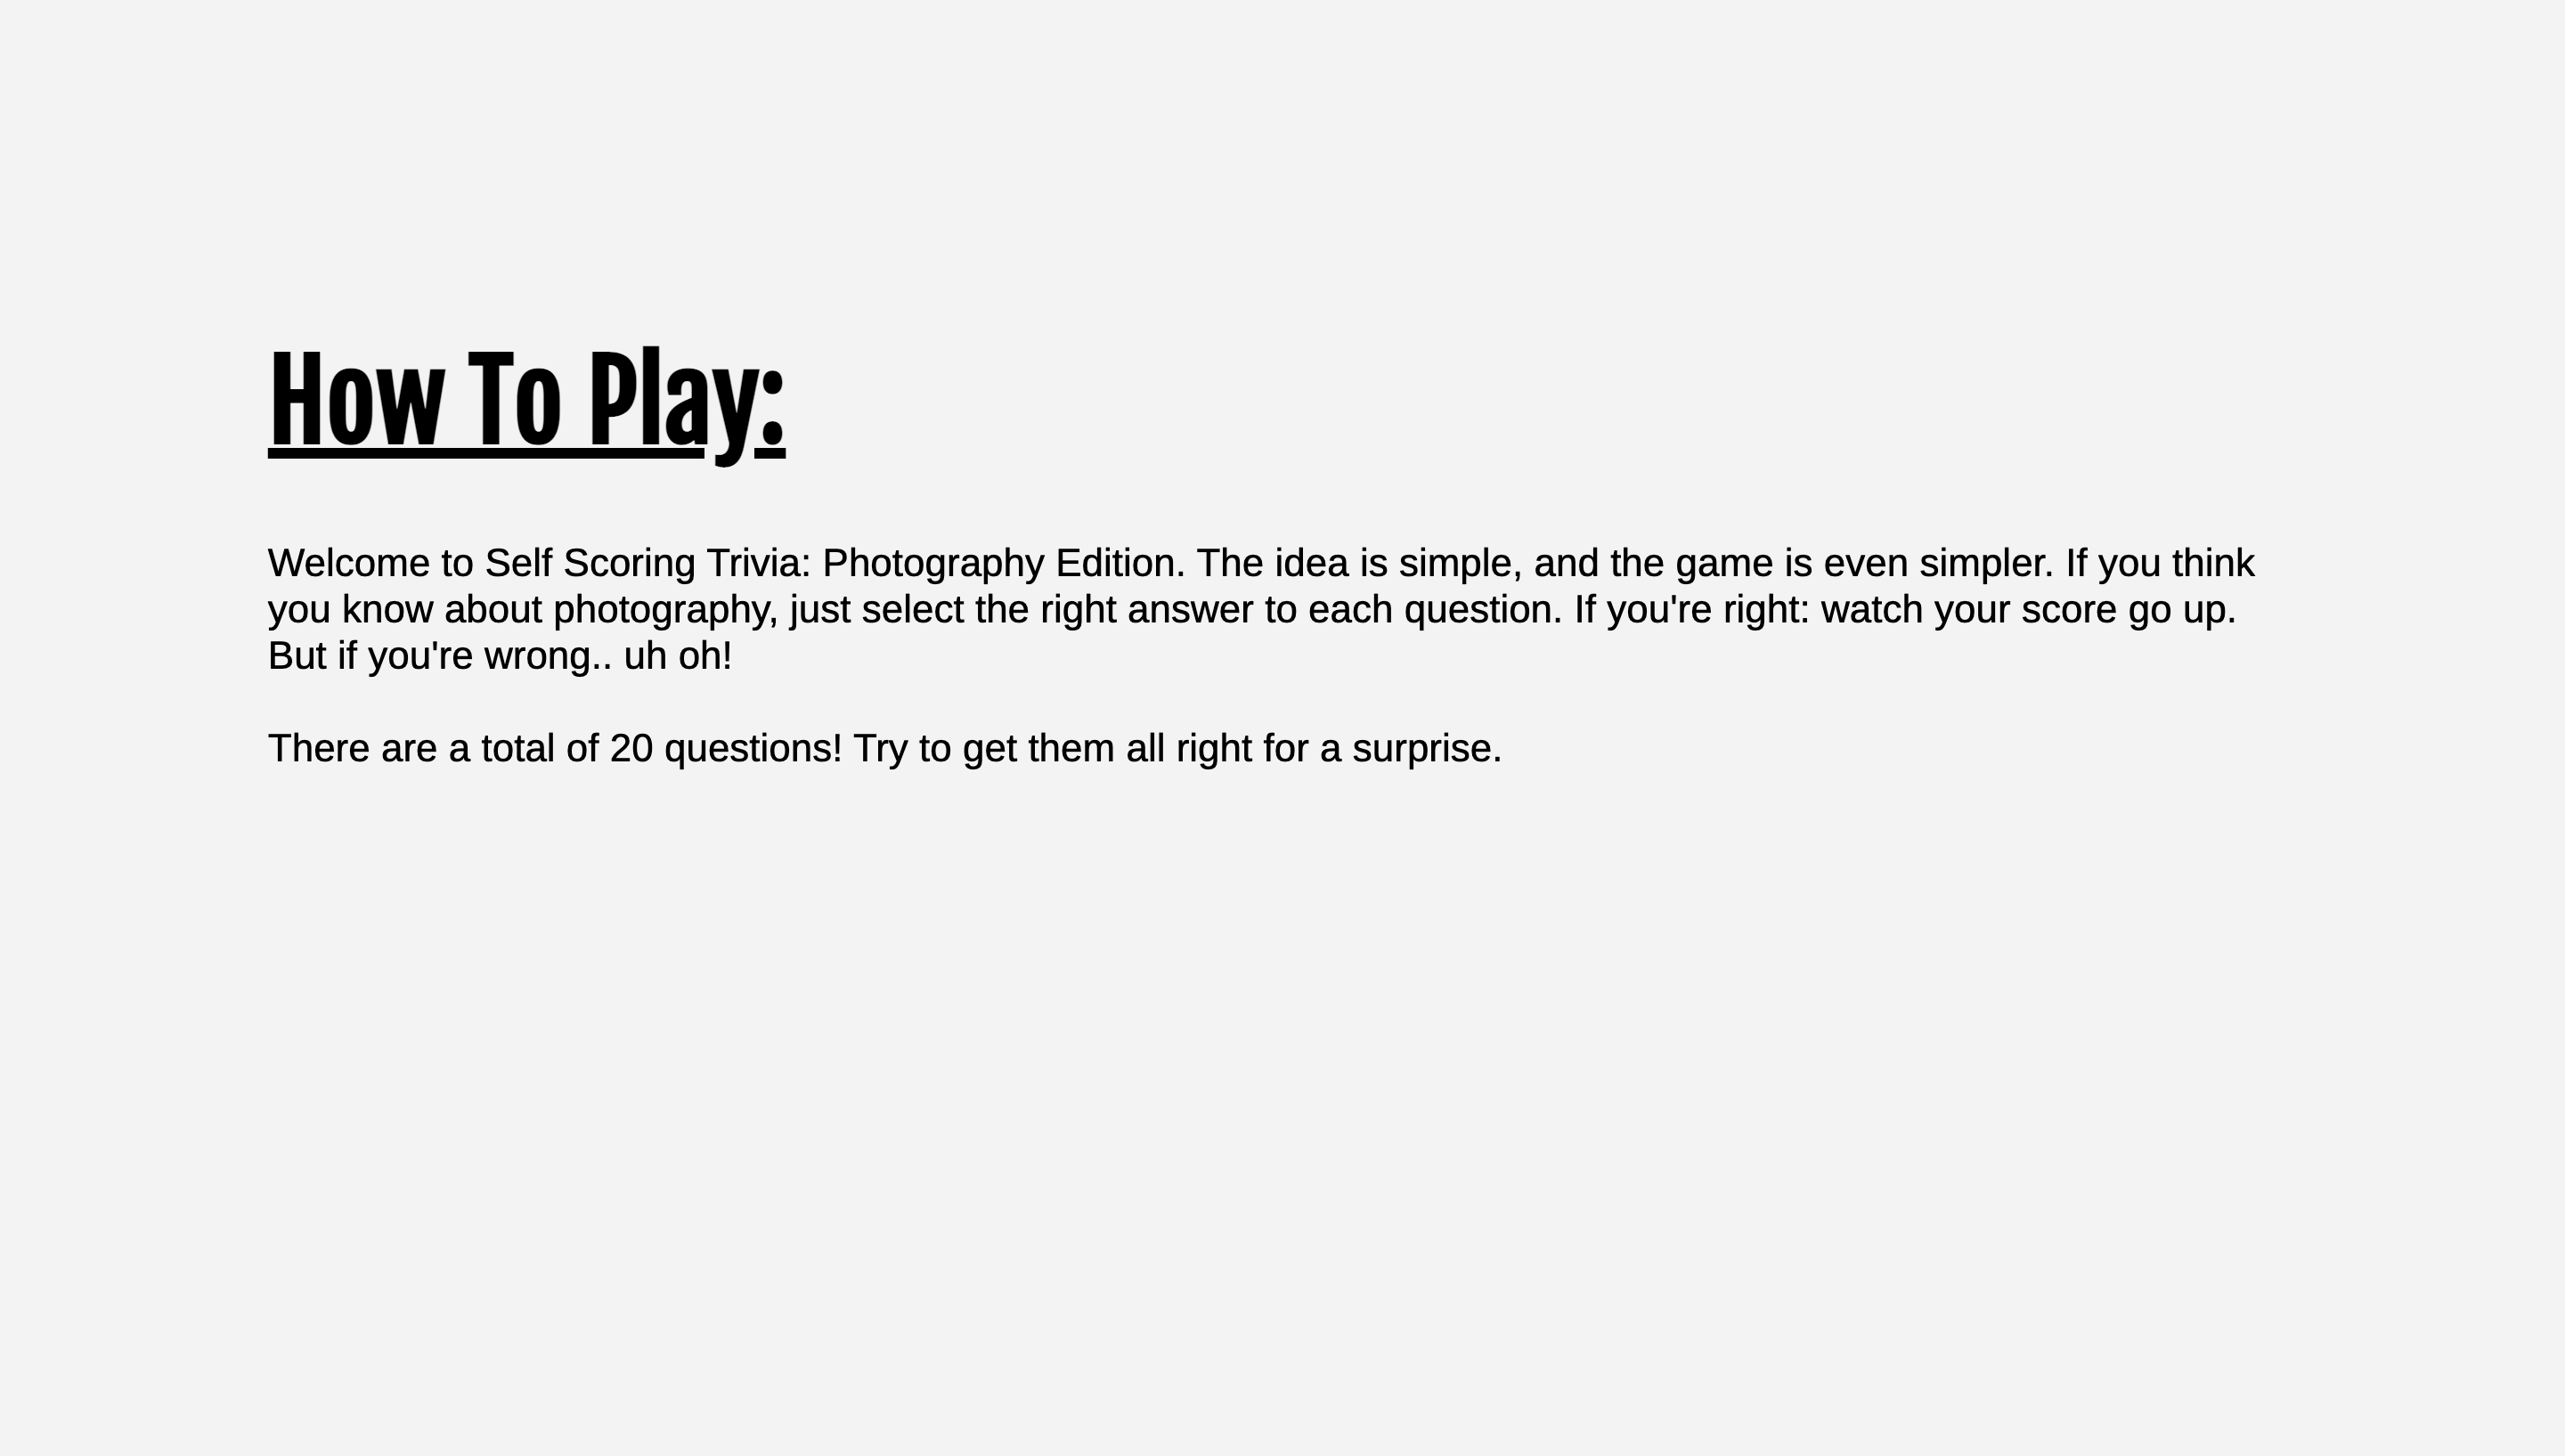 How To Play:
Welcome to Self Scoring Trivia: Photography Edition. The idea is simple, and the game is even simpler. If you think
you know about photography, just select the right answer to each question. If you're right: watch your score go up.
But if you're wrong.. uh oh!
There are a total of 20 questions! Try to get them all right for a surprise.